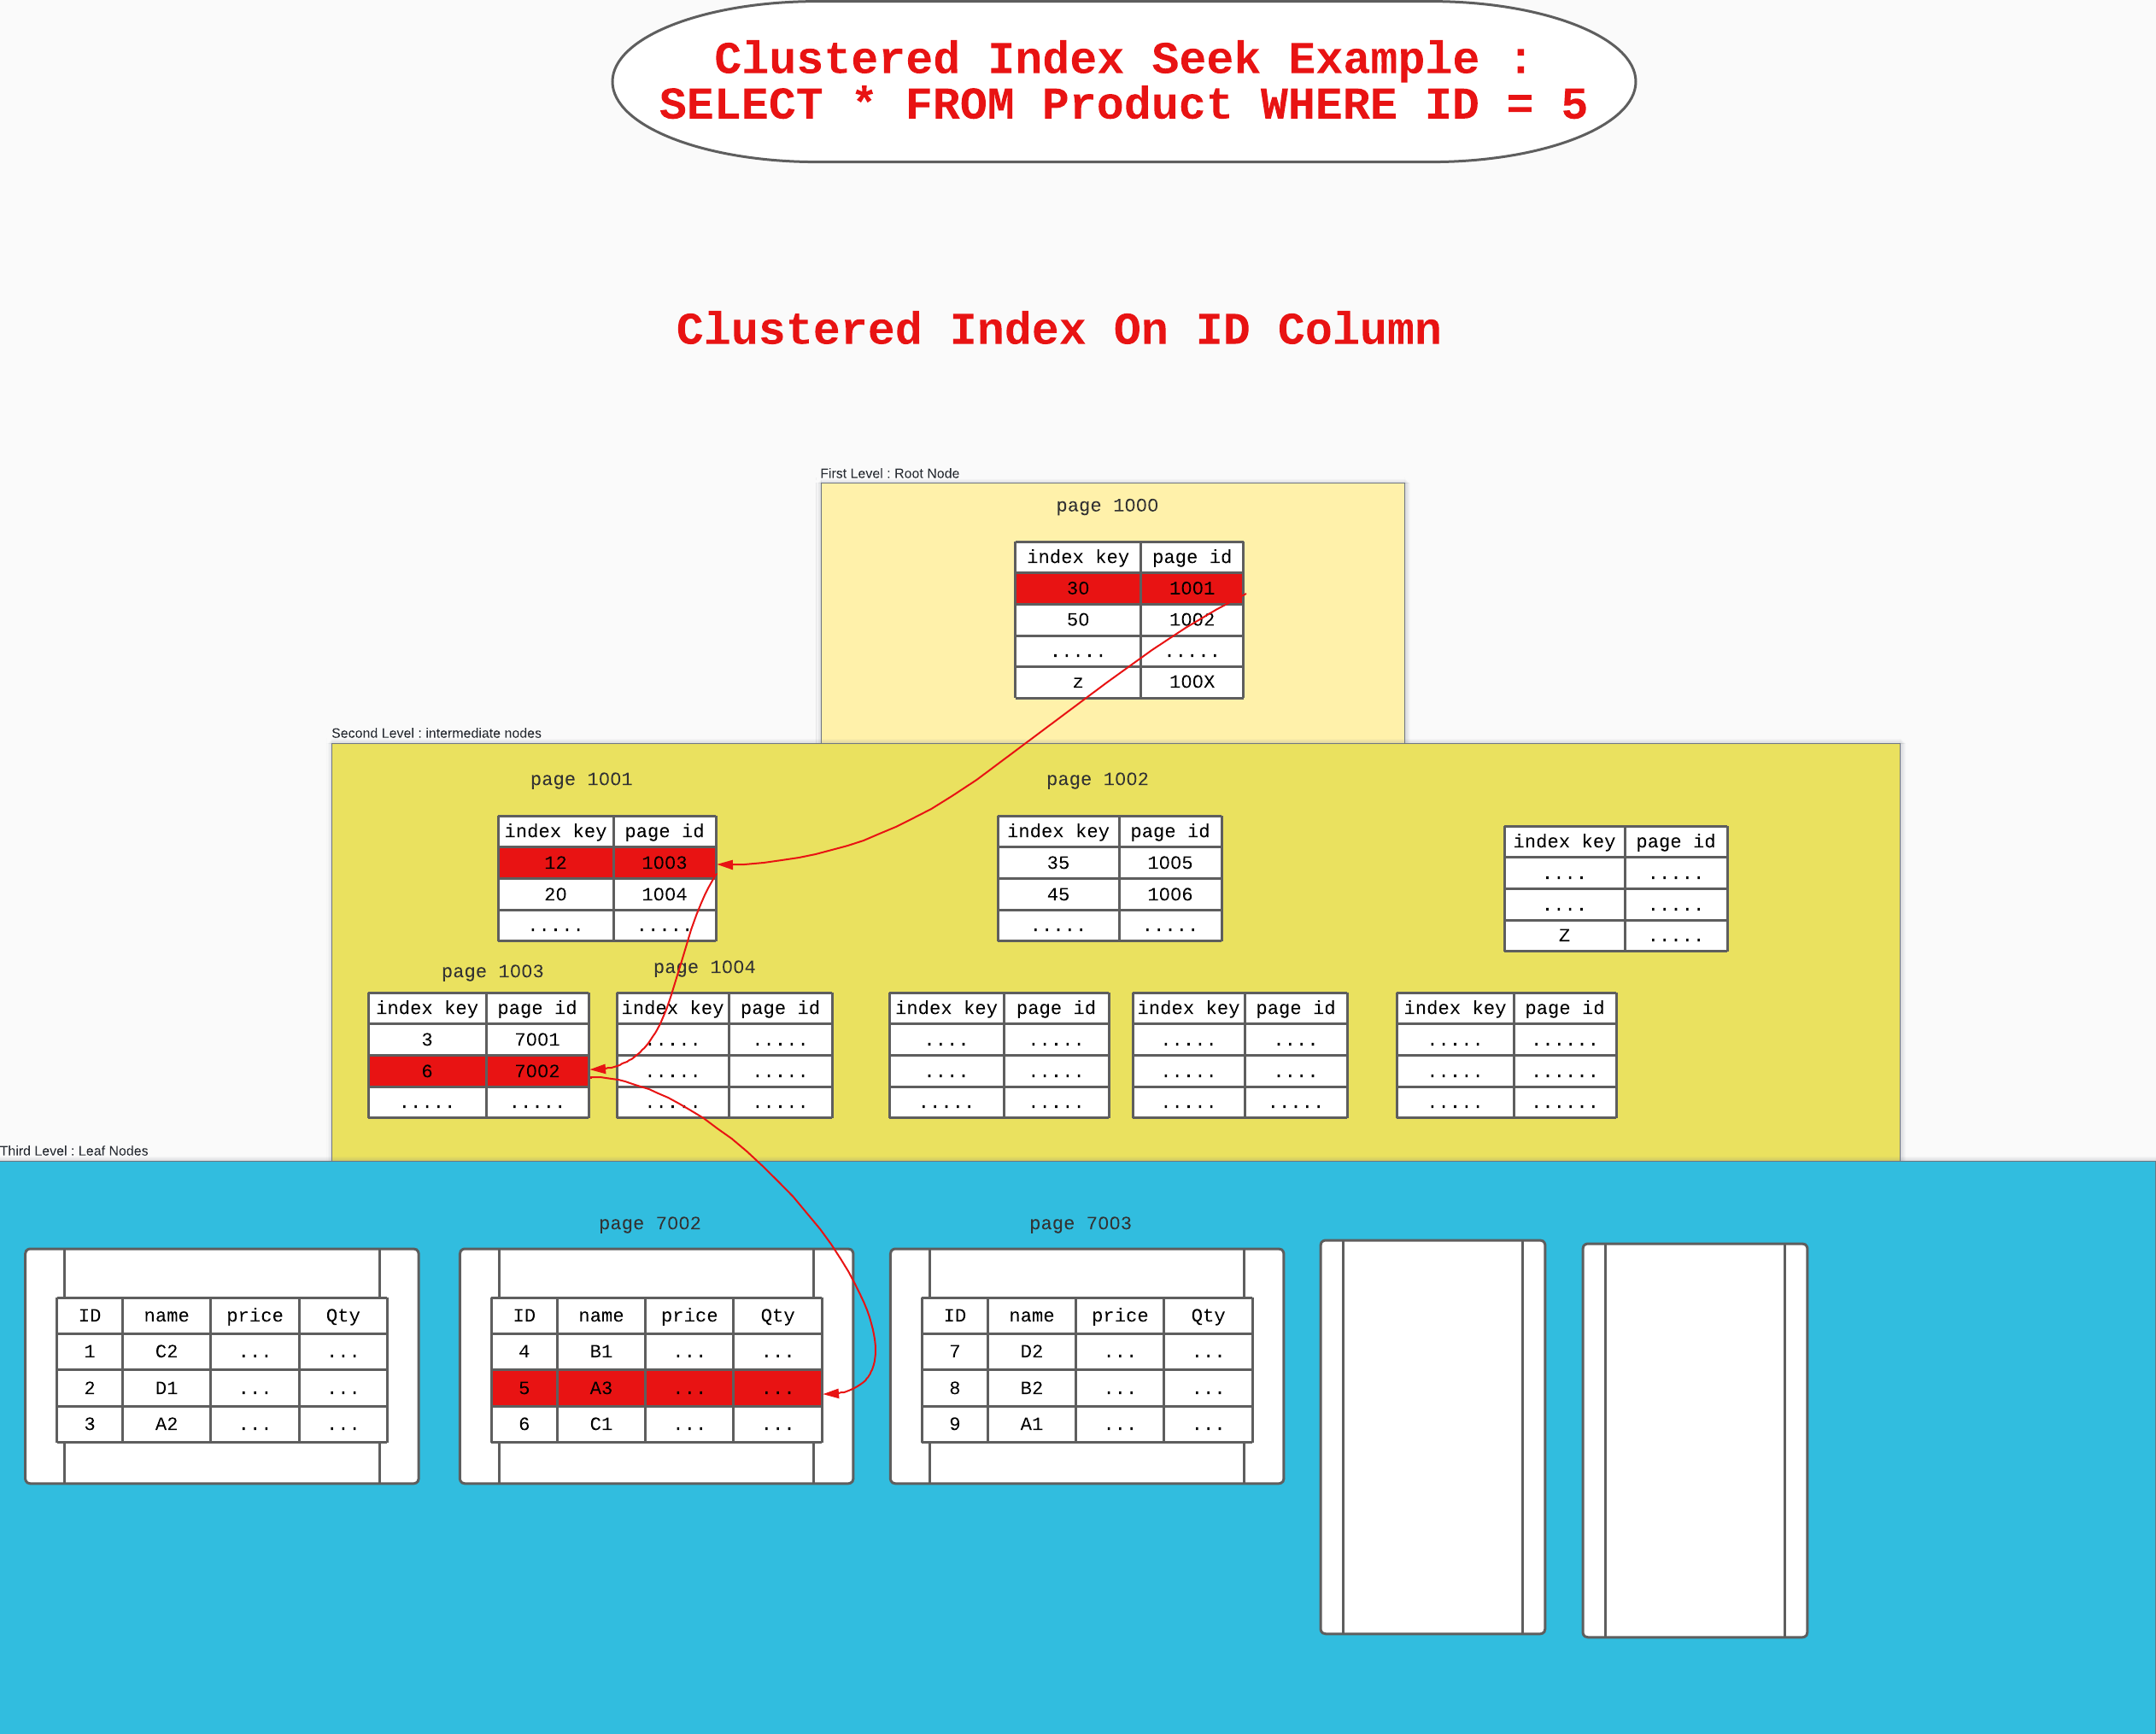 Clustered Index Seek Example :
SELECT * FROM Product WHERE ID = 5
Clustered Index On ID Column
First Level : Root Node
page 1000
index key page id
30 1001
50 1002
..... .....
z 100X
Second Level : intermediate nodes
page 1001
index key page id
12 1003
20 1004
..... .....
page 1002
index key page id
35 1005
45 1006
..... .....
index key page id
.... .....
.... .....
Z .....
page 1003
index key page id
3 7001
6 7002
..... .....
page 1004
index key page id
..... .....
..... .....
..... .....
index key page id
.... .....
.... .....
..... .....
index key page id
..... ....
..... ....
..... .....
index key page id
..... ......
..... ......
..... ......
Third Level : Leaf Nodes
ID name price Qty
1 C2 ... ...
2 D1 ... ...
3 A2 ... ...
page 7002
ID name price Qty
4 B1 ... ...
5 A3 ... ...
6 C1 ... ...
page 7003
ID name price Qty
7 D2 ... ...
8 B2 ... ...
9 A1 ... ...